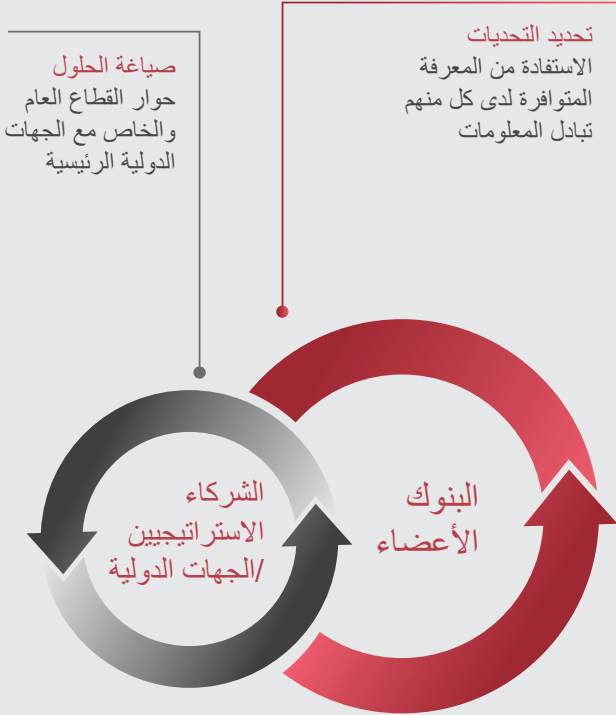 تحديد التحديات
الاستفادة من المعرفة
المتوافرة لدى كل منهم
تبادل المعلومات
صياغة الحلول
حوار القطاع العام
والخاص مع الجهات
الدولية الرئيسية
البنوك
الأعضاء
الشركاء
الاستراتيجيين
/الجهات الدولية